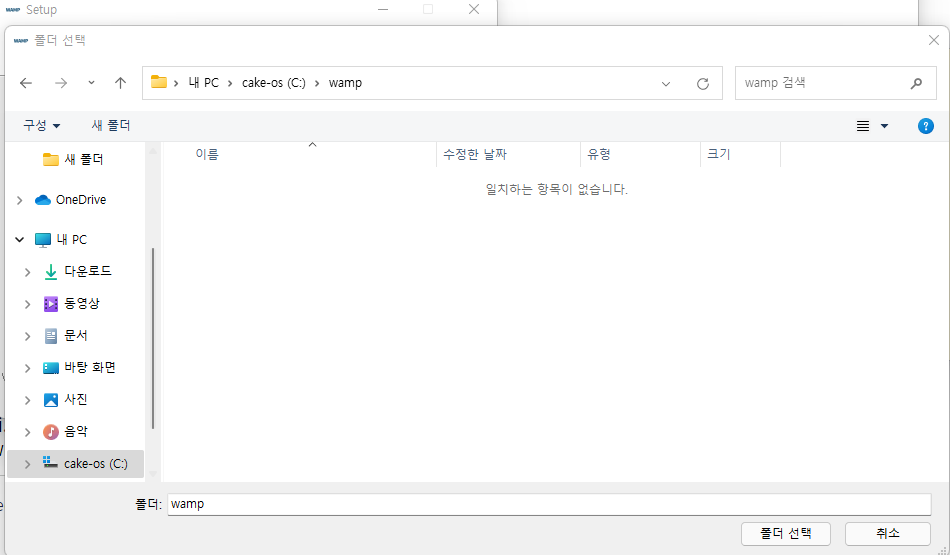 WAMP Setup
WAMP 폴더 선택
내 PC > cake-os (C:) > wamp
wamp 검색
구성 새 폴더
새 폴더
OneDrive
내 PC
다운로드
동영상
문서
바탕 화면
사진
음악
cake-os (C:)
이름 수정한 날짜 유형 크기
일치하는 항목이 없습니다.
폴더: wamp
폴더 선택 취소